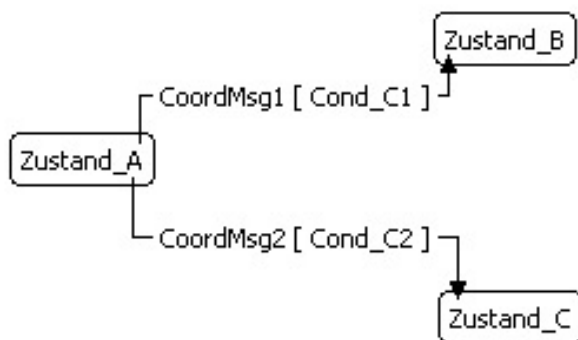 Zustand_B
CoordMsg1 [ Cond_C1 ]
Zustand_A
CoordMsg2 [ Cond_C2 ]
Zustand_C